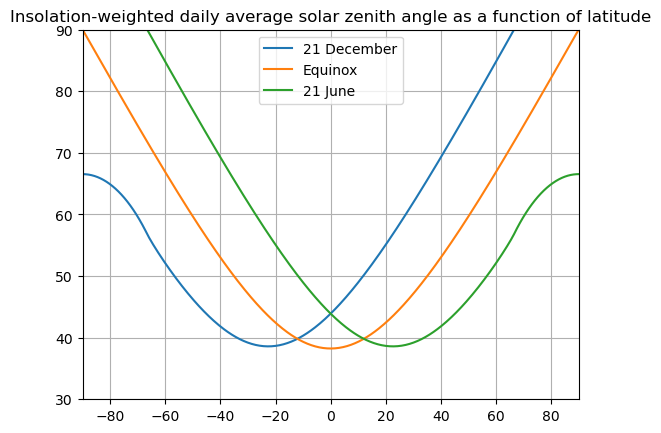 Insolation-weighted daily average solar zenith angle as a function of latitude
21 December
Equinox
21 June
90
80
70
60
50
40
30
−80 −60 −40 −20 0 20 40 60 80